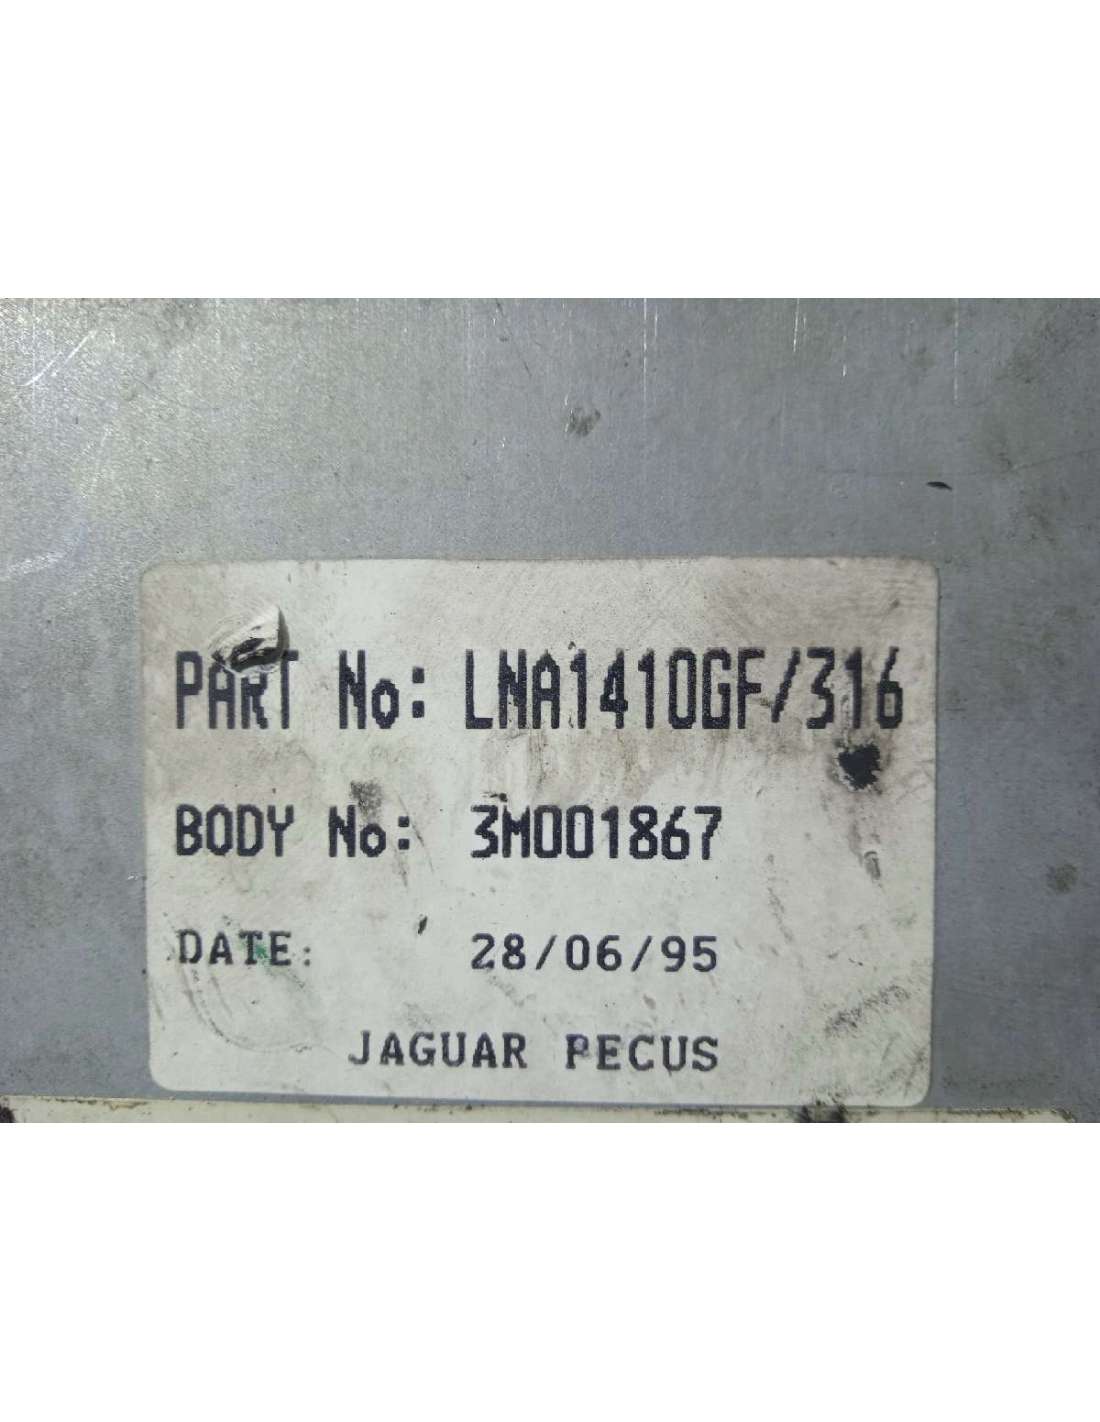 PART No: LNA1410GF/316
BODY No: 3M001867
DATE: 28/06/95
JAGUAR PECUS